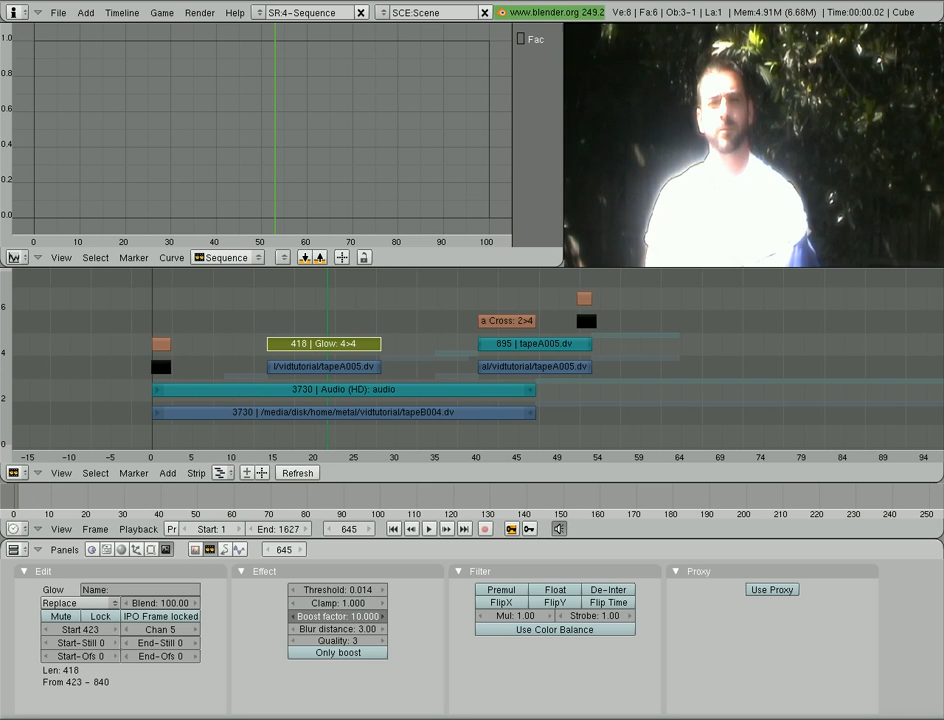 File Add Timeline Game Render Help SR:4-Sequence SCE:Scene www.blender.org 249.2 Ve:8 | Fa:6 | Ob:3-1 | La:1 | Mem:4.91M (6.68M) | Time:00:00.02 | Cube
1.0
0.8
0.6
0.4
0.2
0.0
0 10 20 30 40 50 60 70 80 90 100
Fac
View Select Marker Curve Sequence
6
4
2
0
a Cross: 2>4
418 | Glow: 4>4
895 | tapeA005.dv
l/vidtutorial/tapeA005.dv
al/vidtutorial/tapeA005.dv
3730 | Audio (HD): audio
3730 | /media/disk/home/metal/vidtutorial/tapeB004.dv
-15 -10 -5 0 5 10 15 20 25 30 35 40 45 49 54 59 64 69 74 79 84 89 94
View Select Marker Add Strip Refresh
0 10 20 30 40 50 60 70 80 90 100 110 120 130 140 150 160 170 180 190 200 210 220 230 240 250
View Frame Playback Pr Start: 1 End: 1627 645
Panels 645
Edit
Glow Name:
Replace Blend: 100.00
Mute Lock IPO Frame locked
Start 423 Chan 5
Start-Still 0 End-Still 0
Start-Ofs 0 End-Ofs 0
Len: 418
From 423 - 840
Effect
Threshold: 0.014
Clamp: 1.000
Boost factor: 10.000
Blur distance: 3.00
Quality: 3
Only boost
Filter
Premul Float De-Inter
FlipX FlipY Flip Time
Mul: 1.00 Strobe: 1.00
Use Color Balance
Proxy
Use Proxy